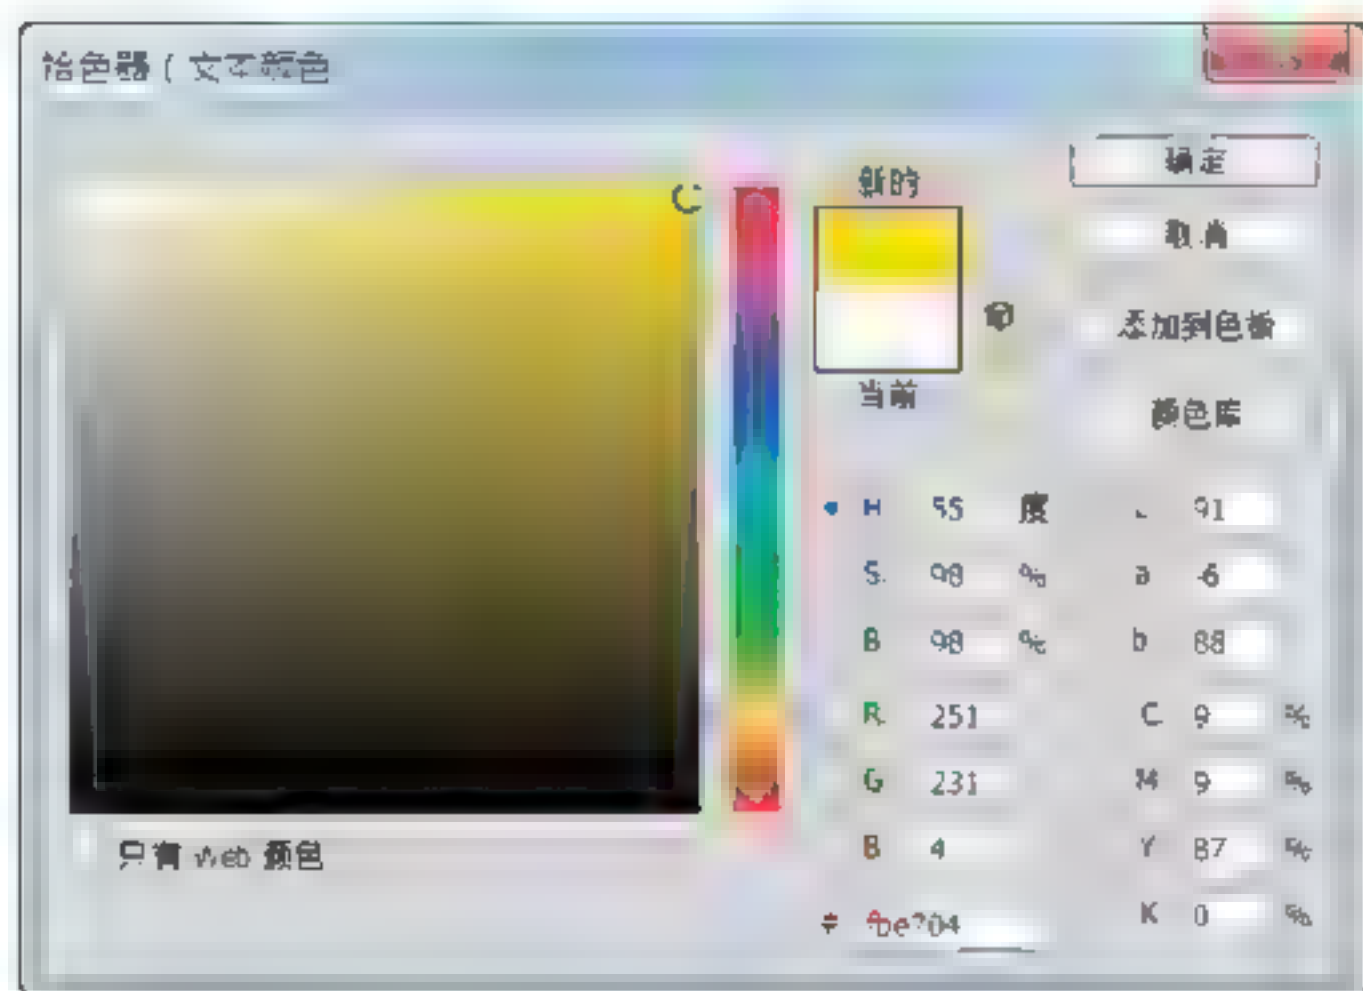 拾色器（文本颜色
新的
当前
确定
取消
添加到色板
颜色库
H 55 度
S: 98 %
B 98 %
R: 251
G 231
B 4
# fbe704
L 91
a -6
b 88
C 9 %
M 9 %
Y 87 %
K 0 %
只有 Web 颜色